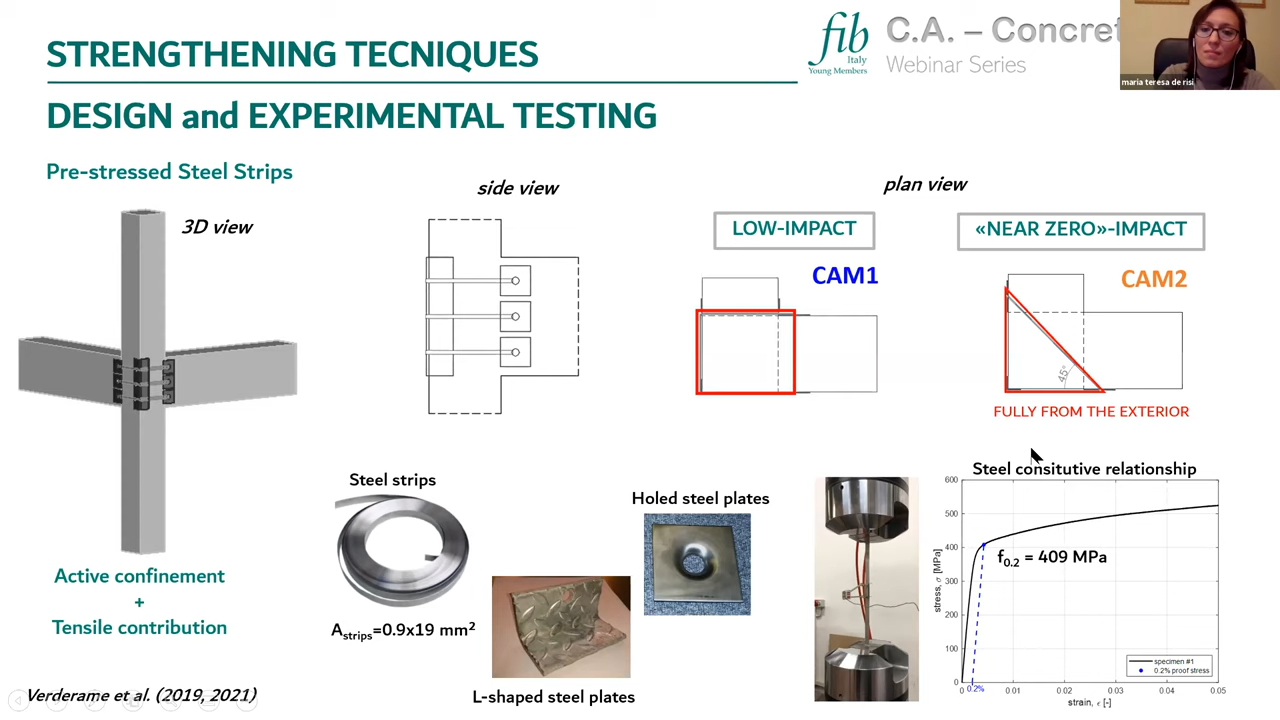 STRENGTHENING TECNIQUES
DESIGN and EXPERIMENTAL TESTING
fib
Italy
Young Members
C.A. – Concret
Webinar Series
maria teresa de risi
Pre-stressed Steel Strips
3D view
side view
plan view
LOW-IMPACT
CAM1
«NEAR ZERO»-IMPACT
CAM2
45°
FULLY FROM THE EXTERIOR
Active confinement
+
Tensile contribution
Steel strips
Astrips=0.9x19 mm2
L-shaped steel plates
Holed steel plates
Steel consitutive relationship
stress, σ [MPa]
600
500
400
300
200
100
0
f0.2 = 409 MPa
specimen #1
0.2% proof stress
0 0.01 0.02 0.03 0.04 0.05
0.2%
strain, ε [-]
Verderame et al. (2019, 2021)